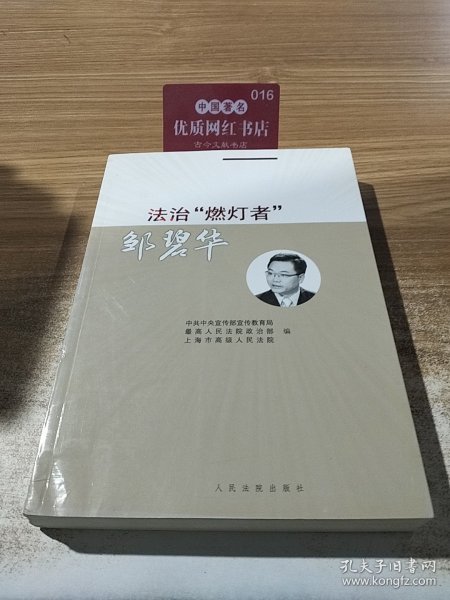 016
中国著名
优质网红书店
古今文献书店
法治“燃灯者”
邹碧华
中共中央宣传部宣传教育局
最高人民法院政治部 编
上海市高级人民法院
人民法院出版社
孔夫子旧书网
www.kongfz.com